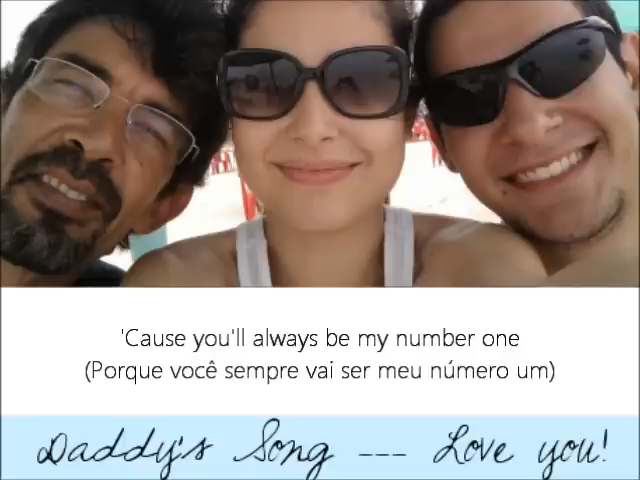 'Cause you'll always be my number one
(Porque você sempre vai ser meu número um)
Daddy's Song --- Love you!